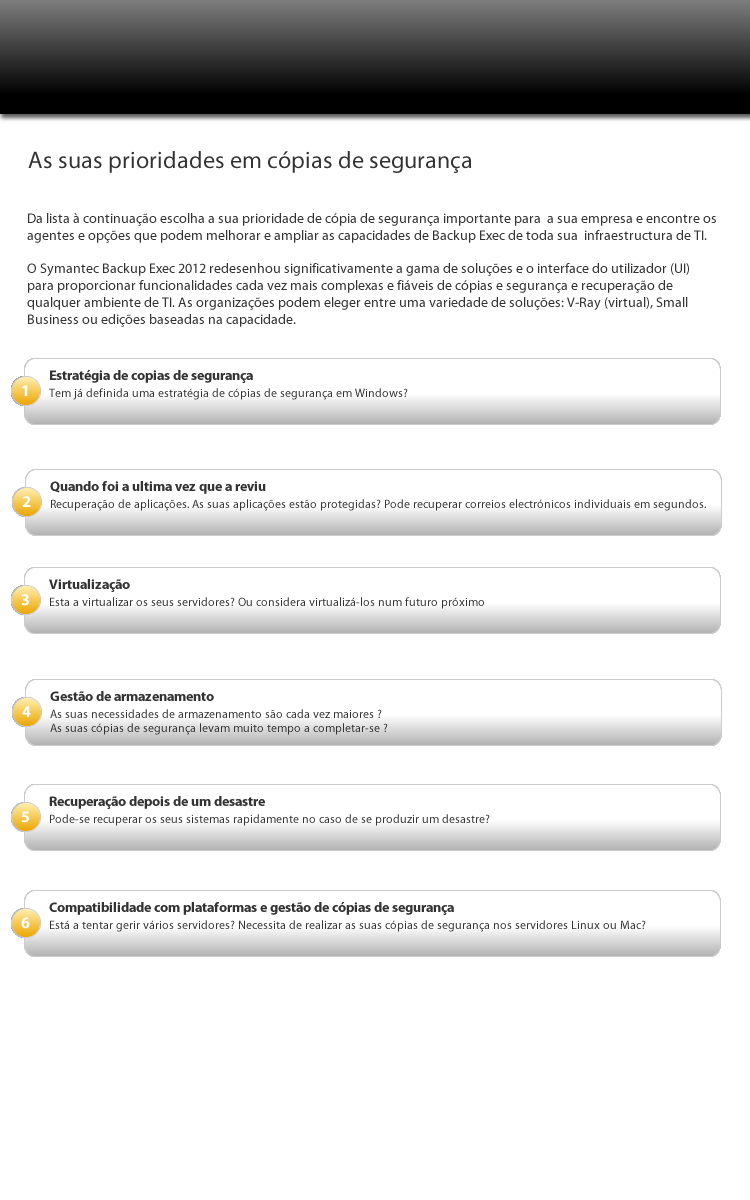 As suas prioridades em cópias de segurança
Da lista à continuação escolha a sua prioridade de cópia de segurança importante para a sua empresa e encontre os
agentes e opções que podem melhorar e ampliar as capacidades de Backup Exec de toda sua infraestructura de TI.
O Symantec Backup Exec 2012 redesenhou significativamente a gama de soluções e o interface do utilizador (UI)
para proporcionar funcionalidades cada vez mais complexas e fiáveis de cópias e segurança e recuperação de
qualquer ambiente de TI. As organizações podem eleger entre uma variedade de soluções: V-Ray (virtual), Small
Business ou edições baseadas na capacidade.
Estratégia de copias de segurança
1
Tem já definida uma estratégia de cópias de segurança em Windows?
Quando foi a ultima vez que a reviu
2
Recuperação de aplicações. As suas aplicações estão protegidas? Pode recuperar correios electrónicos individuais em segundos.
Virtualização
3
Esta a virtualizar os seus servidores? Ou considera virtualizá-los num futuro próximo
Gestão de armazenamento
4
As suas necessidades de armazenamento são cada vez maiores ?
As suas cópias de segurança levam muito tempo a completar-se ?
Recuperação depois de um desastre
5
Pode-se recuperar os seus sistemas rapidamente no caso de se produzir um desastre?
Compatibilidade com plataformas e gestão de cópias de segurança
6
Está a tentar gerir vários servidores? Necessita de realizar as suas cópias de segurança nos servidores Linux ou Mac?